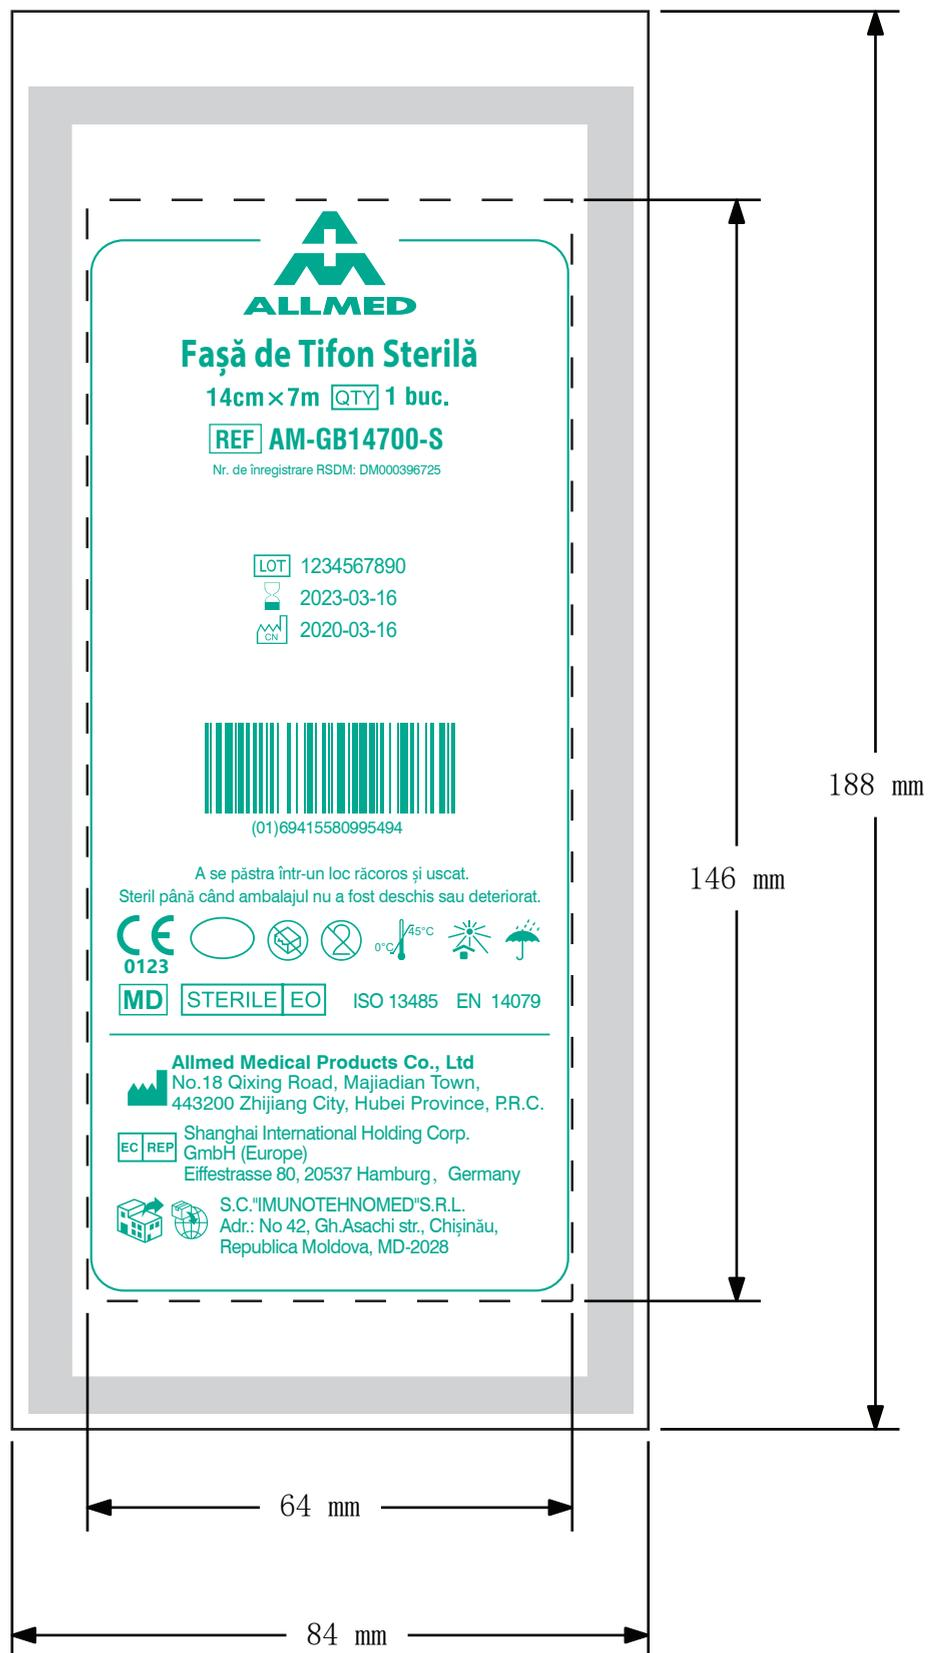 ALLMED
Fașă de Tifon Sterilă
14cm×7m QTY 1 buc.
REF AM-GB14700-S
Nr. de înregistrare RSDM: DM000396725
LOT 1234567890
2023-03-16
CN 2020-03-16
(01)69415580995494
A se păstra într-un loc răcoros și uscat.
Steril până când ambalajul nu a fost deschis sau deteriorat.
CE 2 0°C 45°C
0123
MD STERILE EO ISO 13485 EN 14079
Allmed Medical Products Co., Ltd
No.18 Qixing Road, Majiadian Town,
443200 Zhijiang City, Hubei Province, P.R.C.
EC REP Shanghai International Holding Corp.
GmbH (Europe)
Eiffestrasse 80, 20537 Hamburg, Germany
S.C."IMUNOTEHNOMED"S.R.L.
Adr.: No 42, Gh.Asachi str., Chișinău,
Republica Moldova, MD-2028
188 mm
146 mm
64 mm
84 mm